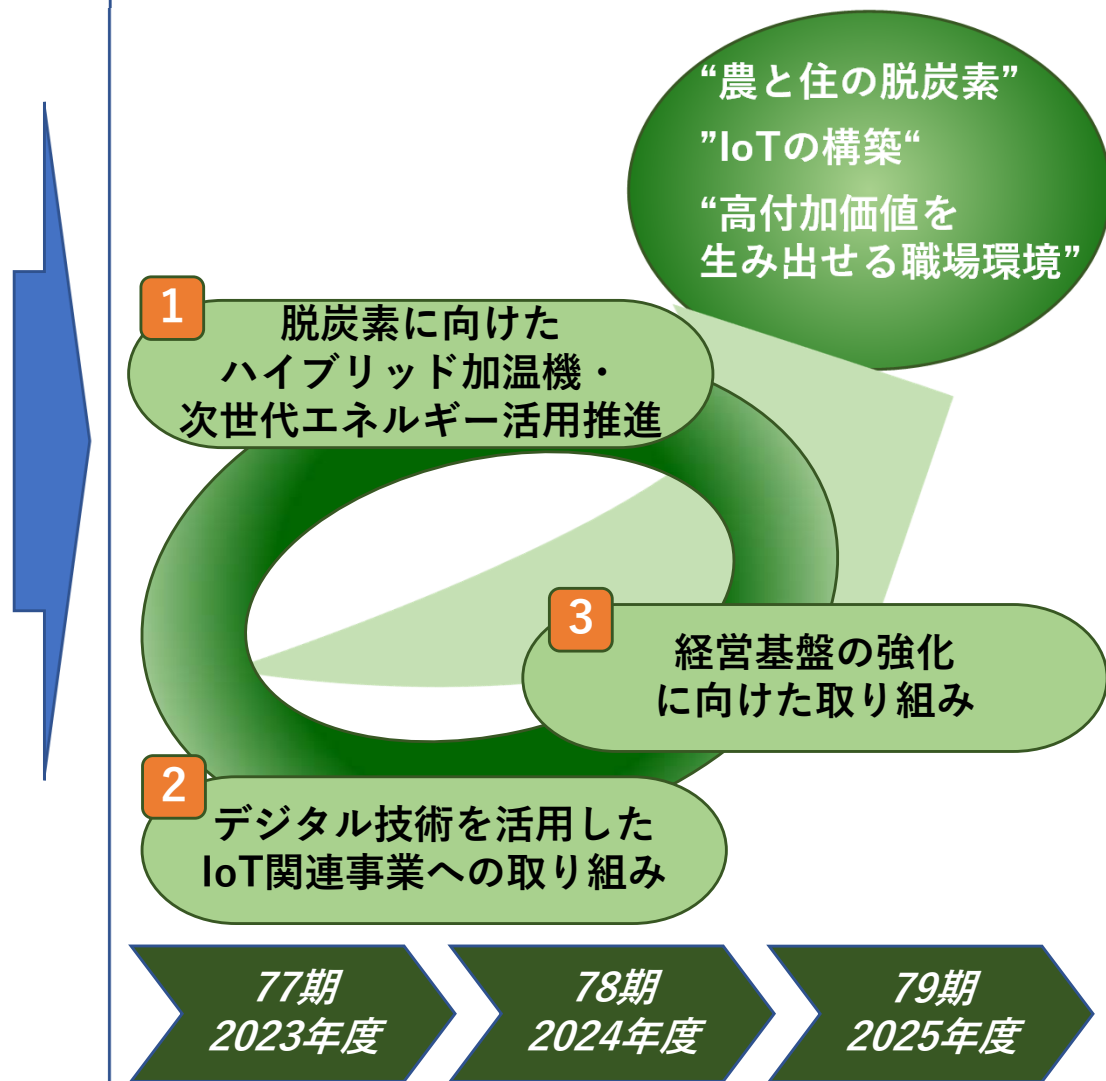 “農と住の脱炭素”
”IoTの構築“
“高付加価値を
生み出せる職場環境”
1
脱炭素に向けた
ハイブリッド加温機・
次世代エネルギー活用推進
3
経営基盤の強化
に向けた取り組み
2
デジタル技術を活用した
IoT関連事業への取り組み
77期
2023年度
78期
2024年度
79期
2025年度